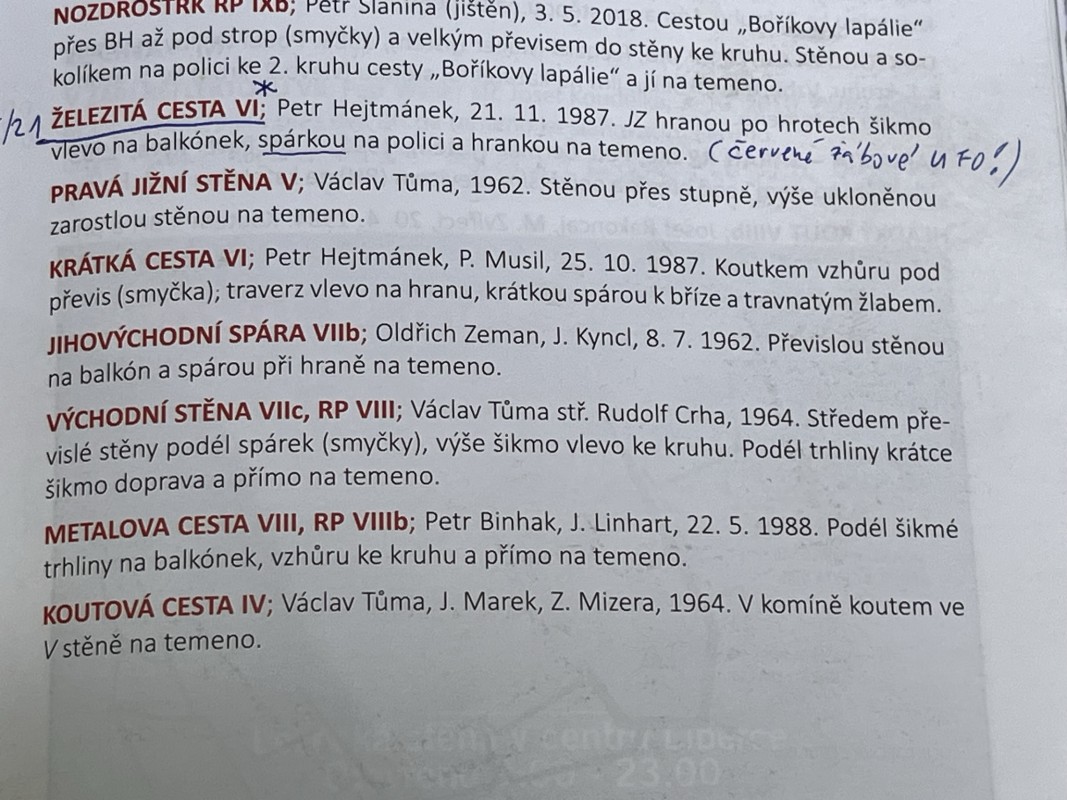 NOZDROSTRK RP IXb; Petr Slanina (jištěn), 3. 5. 2018. Cestou „Boříkovy lapálie“
přes BH až pod strop (smyčky) a velkým převisem do stěny ke kruhu. Stěnou a so-
kolíkem na polici ke 2. kruhu cesty „Boříkovy lapálie“ a jí na temeno.
/21 ŽELEZITÁ CESTA VI; Petr Hejtmánek, 21. 11. 1987. JZ hranou po hrotech šikmo
vlevo na balkónek, spárkou na polici a hrankou na temeno. (červené žábové UFO!)
PRAVÁ JIŽNÍ STĚNA V; Václav Tůma, 1962. Stěnou přes stupně, výše ukloněnou
zarostlou stěnou na temeno.
KRÁTKÁ CESTA VI; Petr Hejtmánek, P. Musil, 25. 10. 1987. Koutkem vzhůru pod
převis (smyčka); traverz vlevo na hranu, krátkou spárou k bříze a travnatým žlabem.
JIHOVÝCHODNÍ SPÁRA VIIb; Oldřich Zeman, J. Kyncl, 8. 7. 1962. Převislou stěnou
na balkón a spárou při hraně na temeno.
VÝCHODNÍ STĚNA VIIc, RP VIII; Václav Tůma stř. Rudolf Crha, 1964. Středem pře-
vislé stěny podél spárek (smyčky), výše šikmo vlevo ke kruhu. Podél trhliny krátce
šikmo doprava a přímo na temeno.
METALOVA CESTA VIII, RP VIIIb; Petr Binhak, J. Linhart, 22. 5. 1988. Podél šikmé
trhliny na balkónek, vzhůru ke kruhu a přímo na temeno.
KOUTOVÁ CESTA IV; Václav Tůma, J. Marek, Z. Mizera, 1964. V komíně koutem ve
V stěně na temeno.
v centru Liberce
23.00